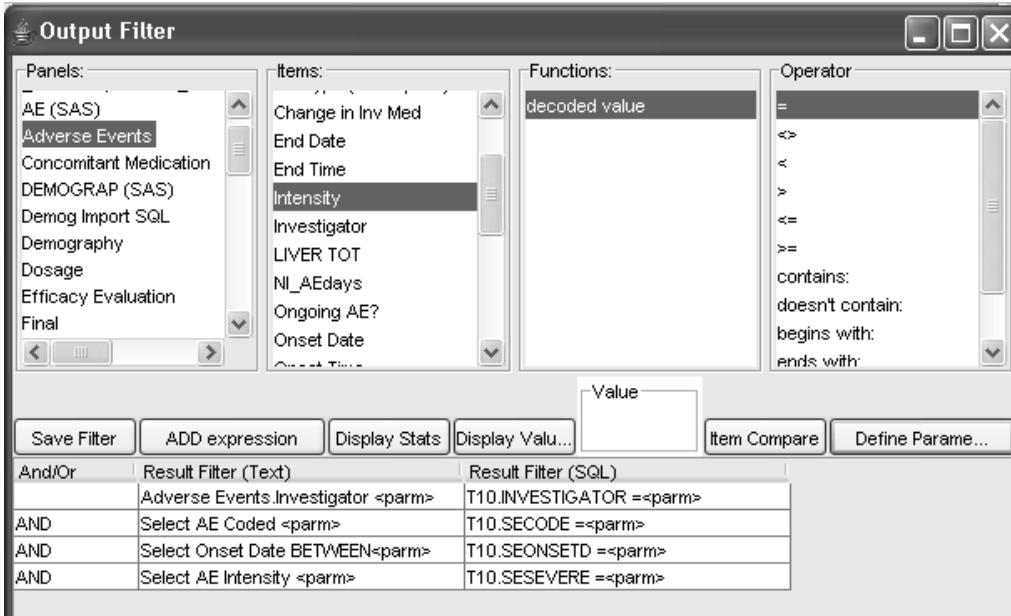 Output Filter
Panels:
AE (SAS)
Adverse Events
Concomitant Medication
DEMOGRAP (SAS)
Demog Import SQL
Demography
Dosage
Efficacy Evaluation
Final
Items:
Change in Inv Med
End Date
End Time
Intensity
Investigator
LIVER TOT
NI_AEdays
Ongoing AE?
Onset Date
Onset Time
Functions:
decoded value
Operator
=
<>
<
>
<=
>=
contains:
doesn't contain:
begins with:
ends with:
Value
Save Filter ADD expression Display Stats Display Valu... Item Compare Define Parame...
And/Or Result Filter (Text) Result Filter (SQL)
Adverse Events.Investigator <parm> T10.INVESTIGATOR =<parm>
AND Select AE Coded <parm> T10.SECODE =<parm>
AND Select Onset Date BETWEEN<parm> T10.SEONSETD =<parm>
AND Select AE Intensity <parm> T10.SESEVERE =<parm>